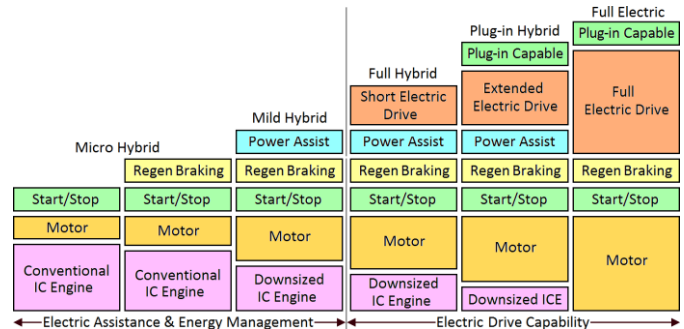 Full Electric
Plug-in Hybrid
Plug-in Capable
Plug-in Capable
Full Hybrid
Short Electric
Drive
Extended
Electric Drive
Full
Electric Drive
Mild Hybrid
Power Assist
Power Assist
Power Assist
Micro Hybrid
Regen Braking
Regen Braking
Regen Braking
Regen Braking
Regen Braking
Start/Stop
Start/Stop
Start/Stop
Start/Stop
Start/Stop
Start/Stop
Motor
Motor
Motor
Motor
Motor
Motor
Conventional
IC Engine
Conventional
IC Engine
Downsized
IC Engine
Downsized
IC Engine
Downsized ICE
Electric Assistance & Energy Management
Electric Drive Capability